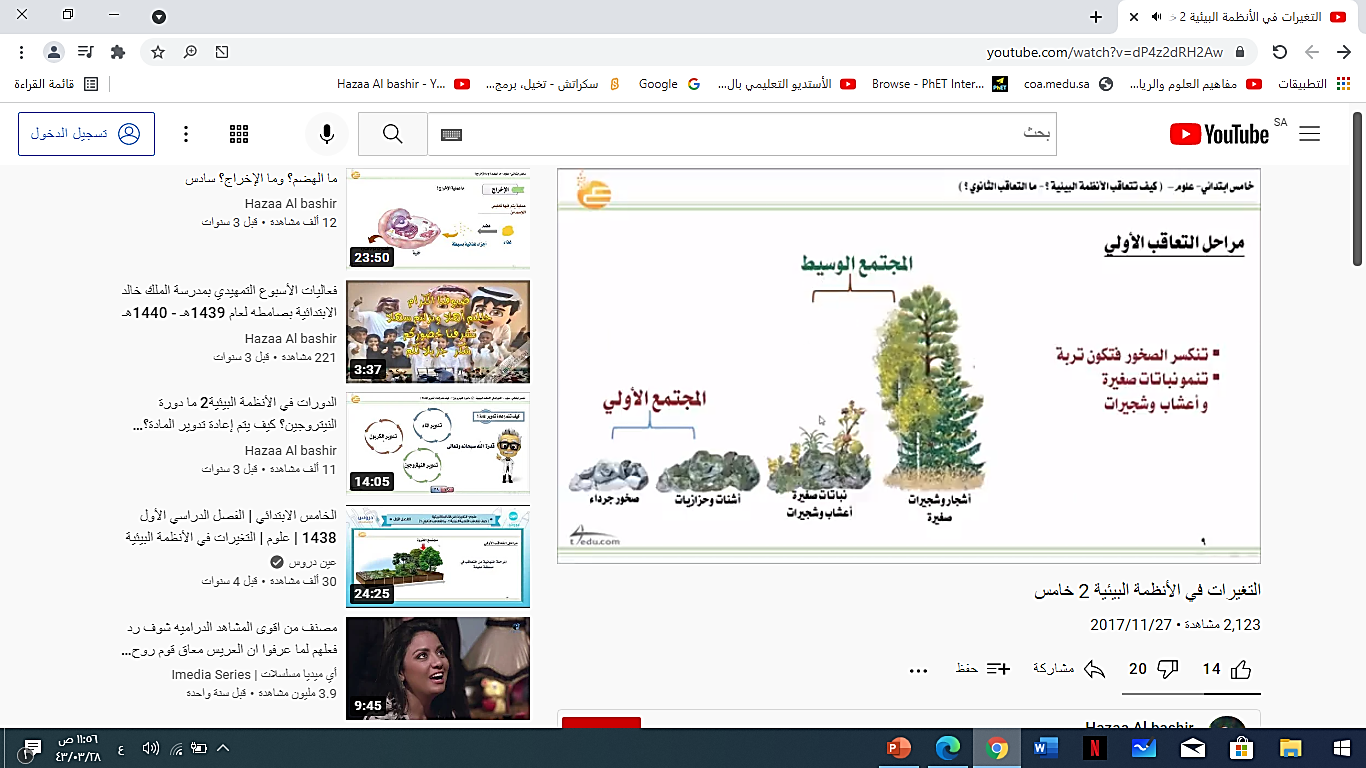 التغيرات في الأنظمة البيئية 2 -
youtube.com/watch?v=dP4z2dRH2Aw
التطبيقات
مفاهيم العلوم والريا...
coa.medu.sa
Browse - PhET Inter...
الأستديو التعليمي بال...
Google
سكراتش - تخيل، برمج...
Hazaa Al bashir - Y...
قائمة القراءة
YouTube SA
بحث
تسجيل الدخول
خامس ابتدائي- علوم – ( كيف تتعاقب الأنظمة البيئية ؟- ما التعاقب الثانوي ؟ )
مراحل التعاقب الأولي
المجتمع الوسيط
▪ تنكسر الصخور فتكون تربة
▪ تنمو نباتات صغيرة
و أعشاب وشجيرات
المجتمع الأولي
صخور جرداء
أشنات وحزازيات
نباتات صغيرة
أعشاب وشجيرات
أشجار وشجيرات
صغيرة
t4edu.com
٩
التغيرات في الأنظمة البيئية 2 خامس
2,123 مشاهدة • 2017/11/27
14
20
مشاركة
حفظ
Hazaa Al bashir
ما الهضم؟ وما الإخراج؟ سادس
Hazaa Al bashir
12 ألف مشاهدة • قبل 3 سنوات
الإخراج
23:50
فعاليات الأسبوع التمهيدي بمدرسة الملك خالد
الابتدائية بصامطه لعام 1439هـ - 1440هـ
Hazaa Al bashir
221 مشاهدة • قبل 3 سنوات
3:37
الدورات في الأنظمة البيئية2 ما دورة
النيتروجين؟ كيف يتم إعادة تدوير المادة؟...
Hazaa Al bashir
11 ألف مشاهدة • قبل 3 سنوات
14:05
الخامس الابتدائي | الفصل الدراسي الأول
1438 | علوم | التغيرات في الأنظمة البيئية
عين دروس
30 ألف مشاهدة • قبل 4 سنوات
24:25
مصنف من اقوى المشاهد الدراميه شوف رد
فعلهم لما عرفوا ان العريس معاق قوم روح...
أي ميديا مسلسلات | Imedia Series
3.9 مليون مشاهدة • قبل سنة واحدة
9:45
ع
١١:٥٦ ص
٤٣/٠٣/٢٨